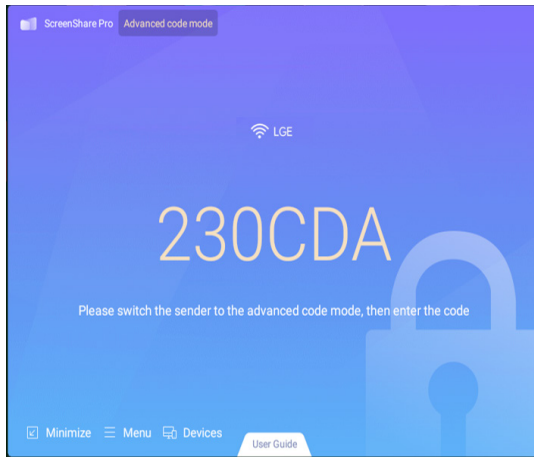 ScreenShare Pro Advanced code mode
LGE
230CDA
Please switch the sender to the advanced code mode, then enter the code
Minimize Menu Devices
User Guide